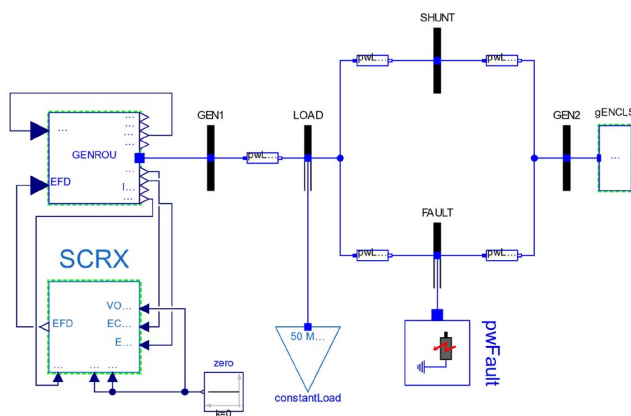 SHUNT
pwL...
pwL...
GEN1
LOAD
GEN2
gENCLS
...
...
...
...
GENROU
pwL...
EFD
I...
...
FAULT
pwL...
pwL...
SCRX
VO...
EFD
EC...
E...
...
... ...
zero
k=0
50 M...
constantLoad
pwFault